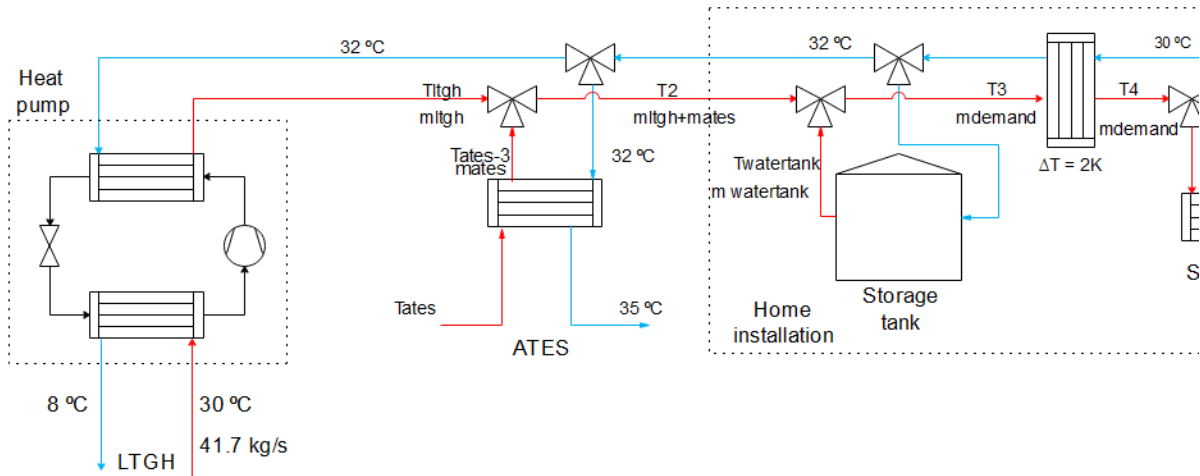 32 ºC
32 ºC
30 ºC
Heat
pump
Tltgh
mltgh
T2
mltgh+mates
T3
mdemand
T4
mdemand
Tates-3
mates
32 ºC
Twatertank
m watertank
ΔT = 2K
Tates
35 ºC
ATES
Home
installation
Storage
tank
S
8 ºC
30 ºC
41.7 kg/s
LTGH